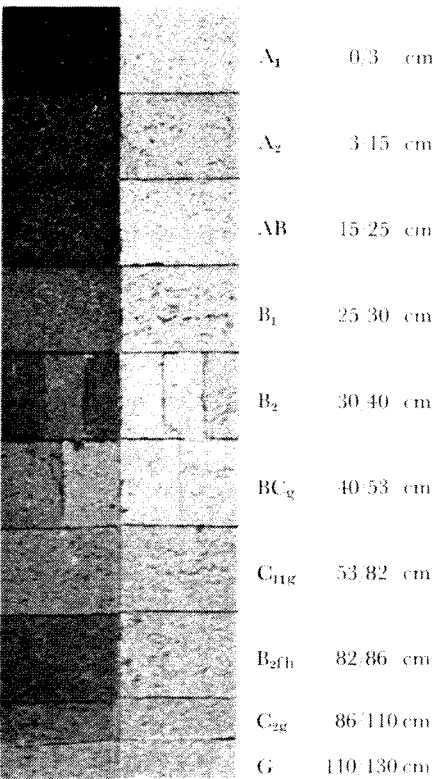 A₁ 0/3 cm
A₂ 3/15 cm
AB 15/25 cm
B₁ 25/30 cm
B₂ 30/40 cm
BCg 40/53 cm
C₁₁g 53/82 cm
B₂fh 82/86 cm
C₂g 86/110 cm
G 110/130 cm